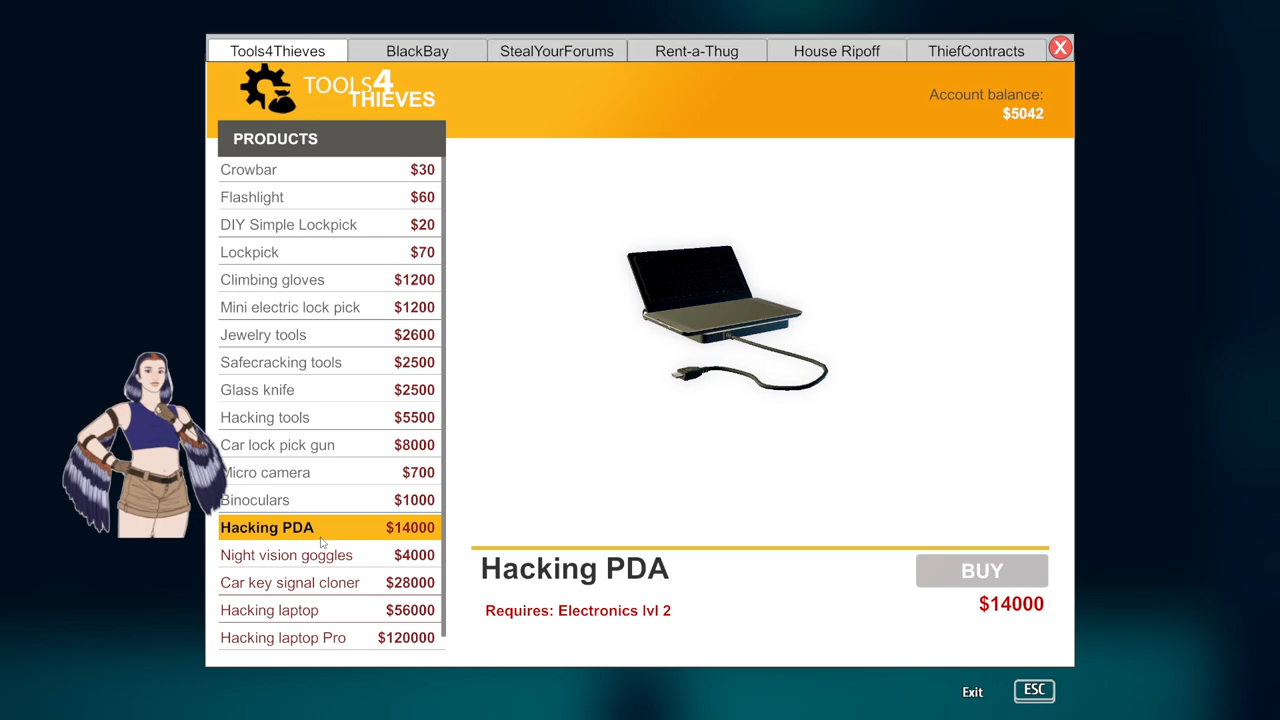 Tools4Thieves
BlackBay
StealYourForums
Rent-a-Thug
House Ripoff
ThiefContracts
X
TOOLS4
THIEVES
Account balance:
$5042
PRODUCTS
Crowbar $30
Flashlight $60
DIY Simple Lockpick $20
Lockpick $70
Climbing gloves $1200
Mini electric lock pick $1200
Jewelry tools $2600
Safecracking tools $2500
Glass knife $2500
Hacking tools $5500
Car lock pick gun $8000
Micro camera $700
Binoculars $1000
Hacking PDA $14000
Night vision goggles $4000
Car key signal cloner $28000
Hacking laptop $56000
Hacking laptop Pro $120000
Hacking PDA
BUY
Requires: Electronics lvl 2
$14000
Exit ESC